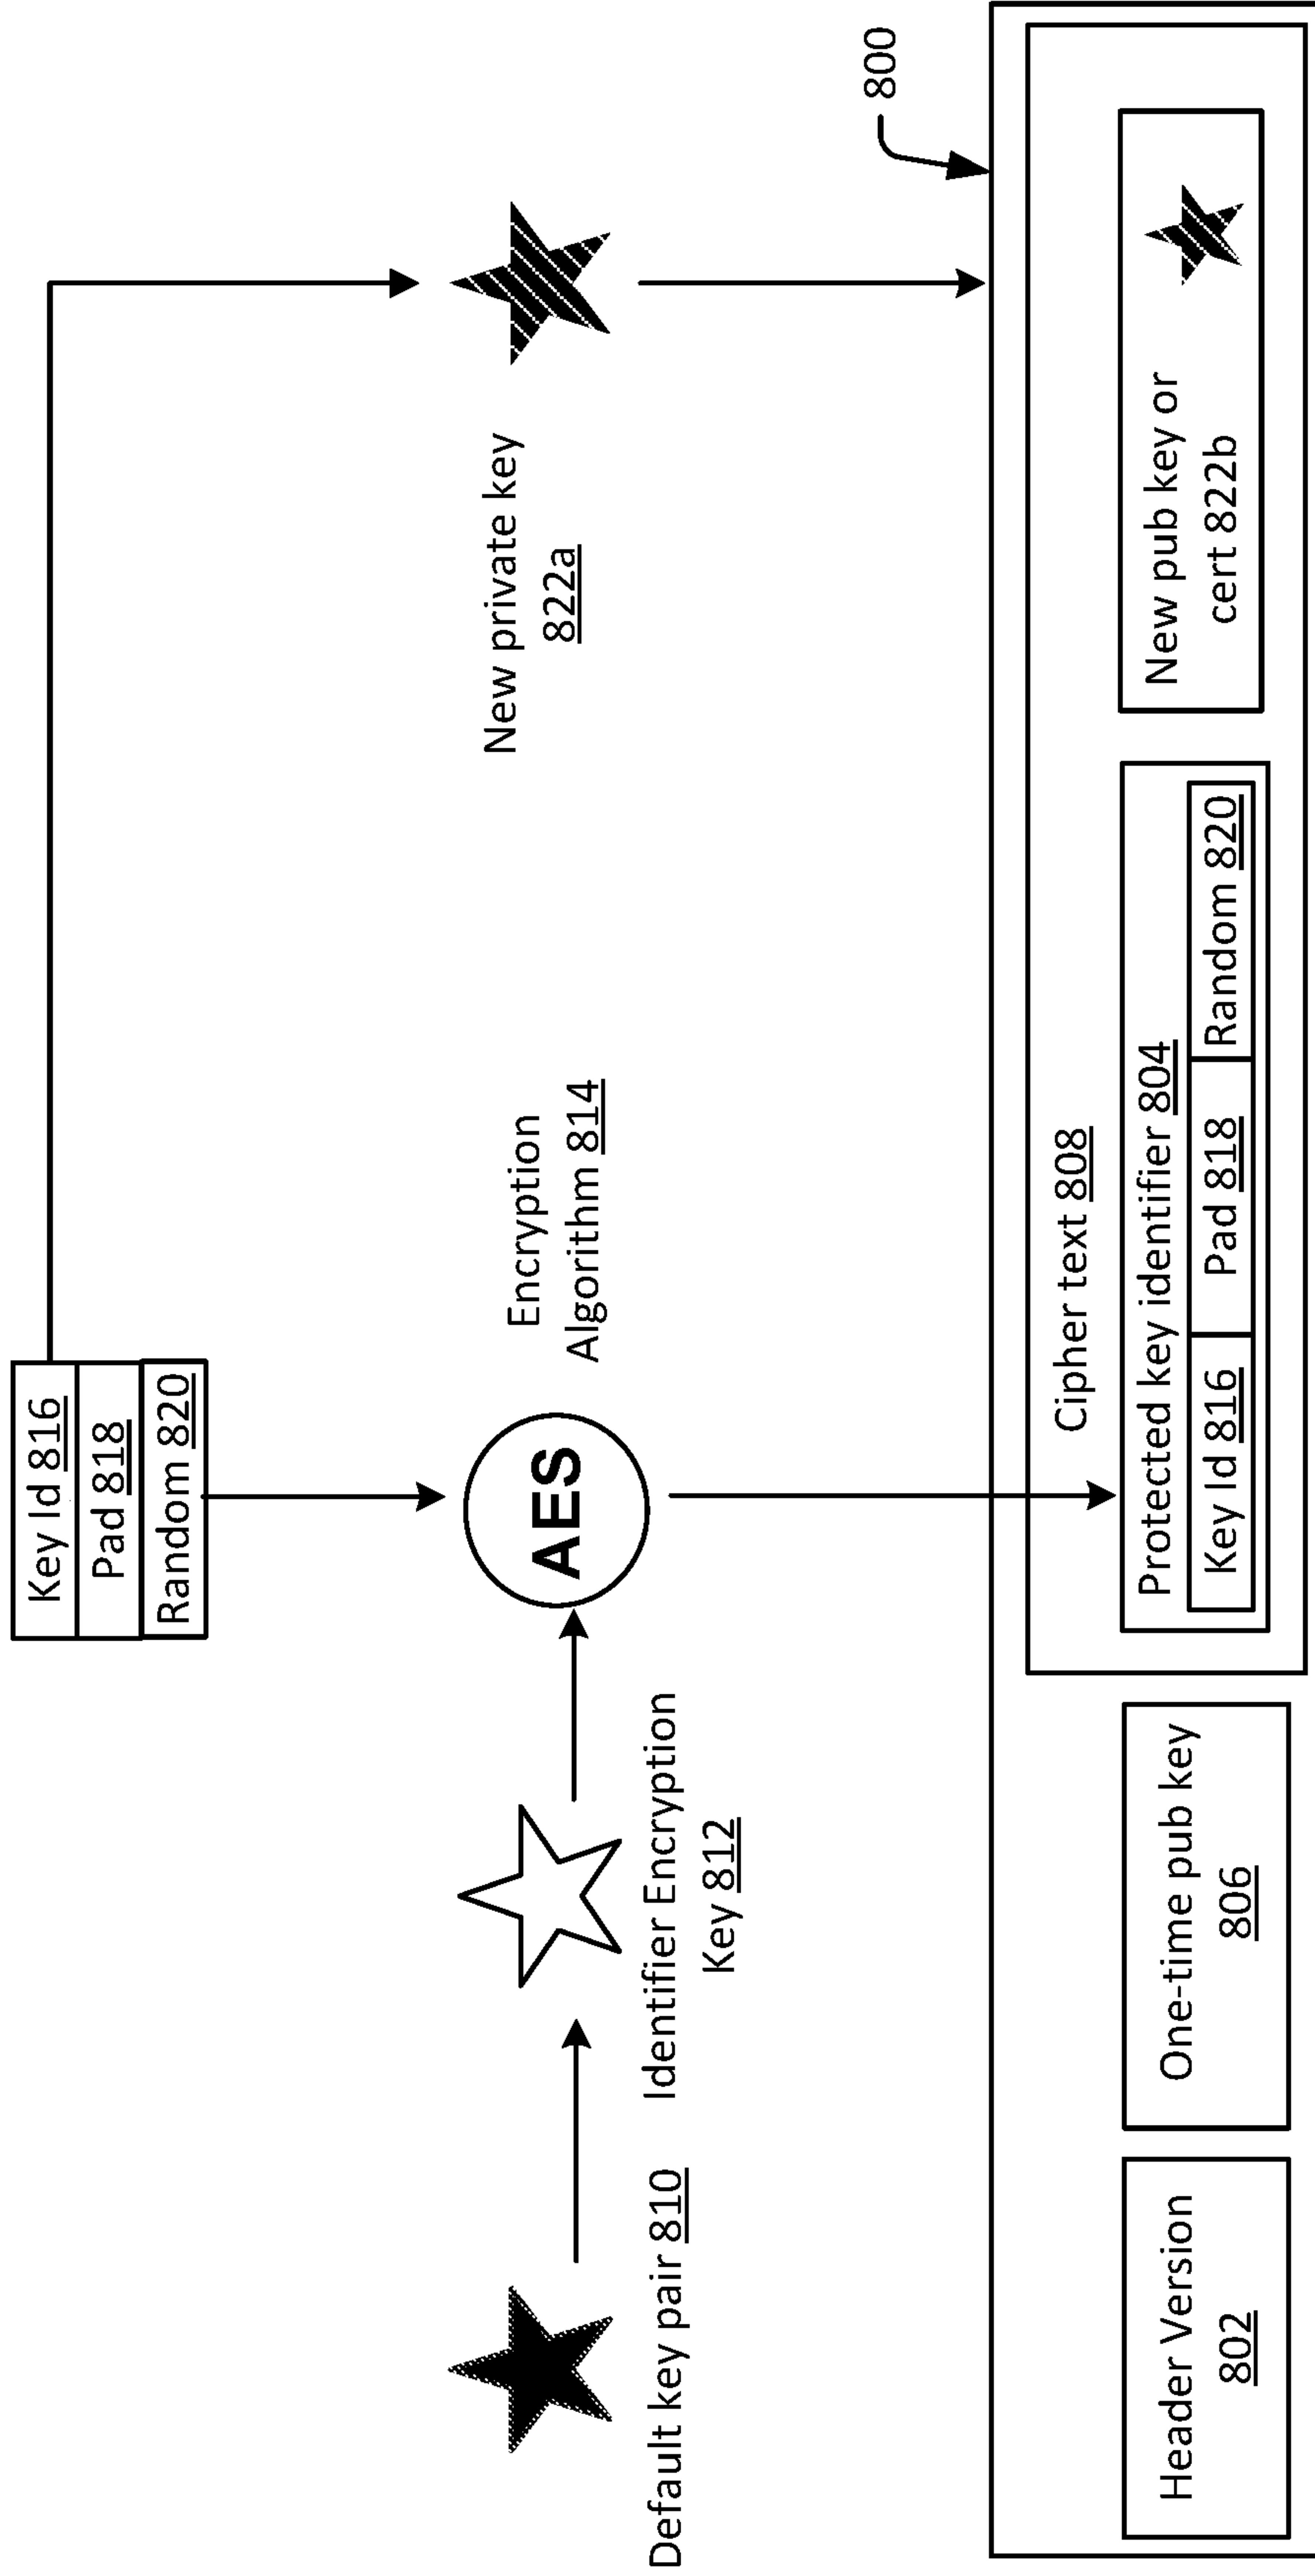 Key Id 816
Pad 818
Random 820
AES
Encryption
Algorithm 814
New private key
822a
Default key pair 810
Identifier Encryption
Key 812
800
Header Version
802
One-time pub key
806
Cipher text 808
Protected key identifier 804
Key Id 816
Pad 818
Random 820
New pub key or
cert 822b